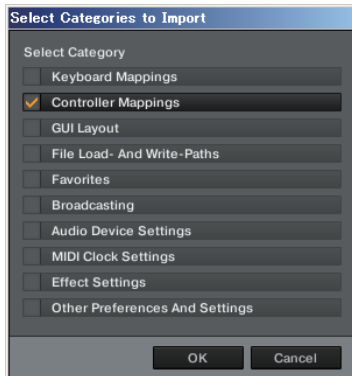 Select Categories to Import
Select Category
Keyboard Mappings
Controller Mappings
GUI Layout
File Load- And Write-Paths
Favorites
Broadcasting
Audio Device Settings
MIDI Clock Settings
Effect Settings
Other Preferences And Settings
OK Cancel